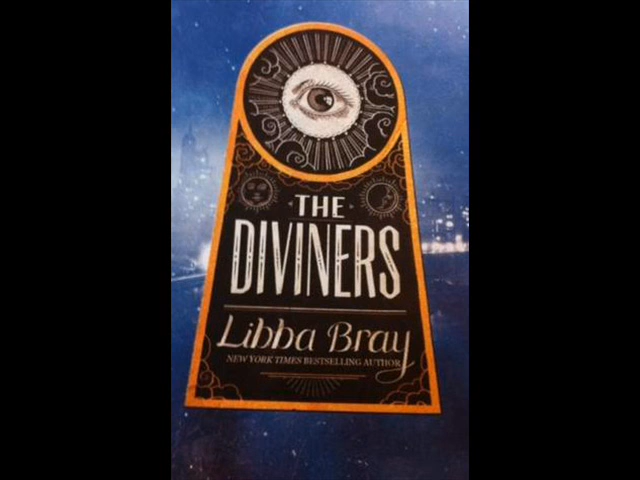 THE
DIVINERS
Libba Bray
NEW YORK TIMES BESTSELLING AUTHOR